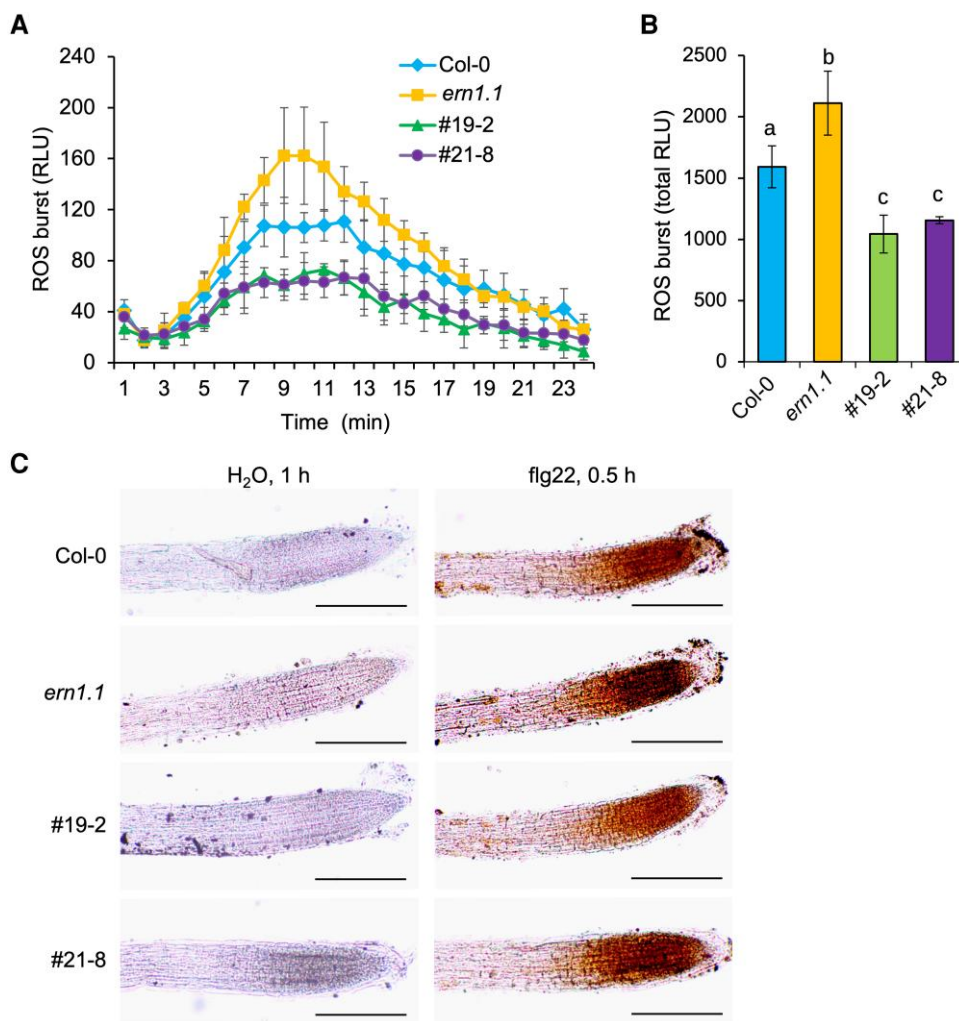 A
ROS burst (RLU)
240
200
160
120
80
40
0
1 3 5 7 9 11 13 15 17 19 21 23
Time (min)
Col-0
ern1.1
#19-2
#21-8
B
ROS burst (total RLU)
2500
2000
1500
1000
500
0
a b c c
Col-0 ern1.1 #19-2 #21-8
C
H₂O, 1 h flg22, 0.5 h
Col-0
ern1.1
#19-2
#21-8